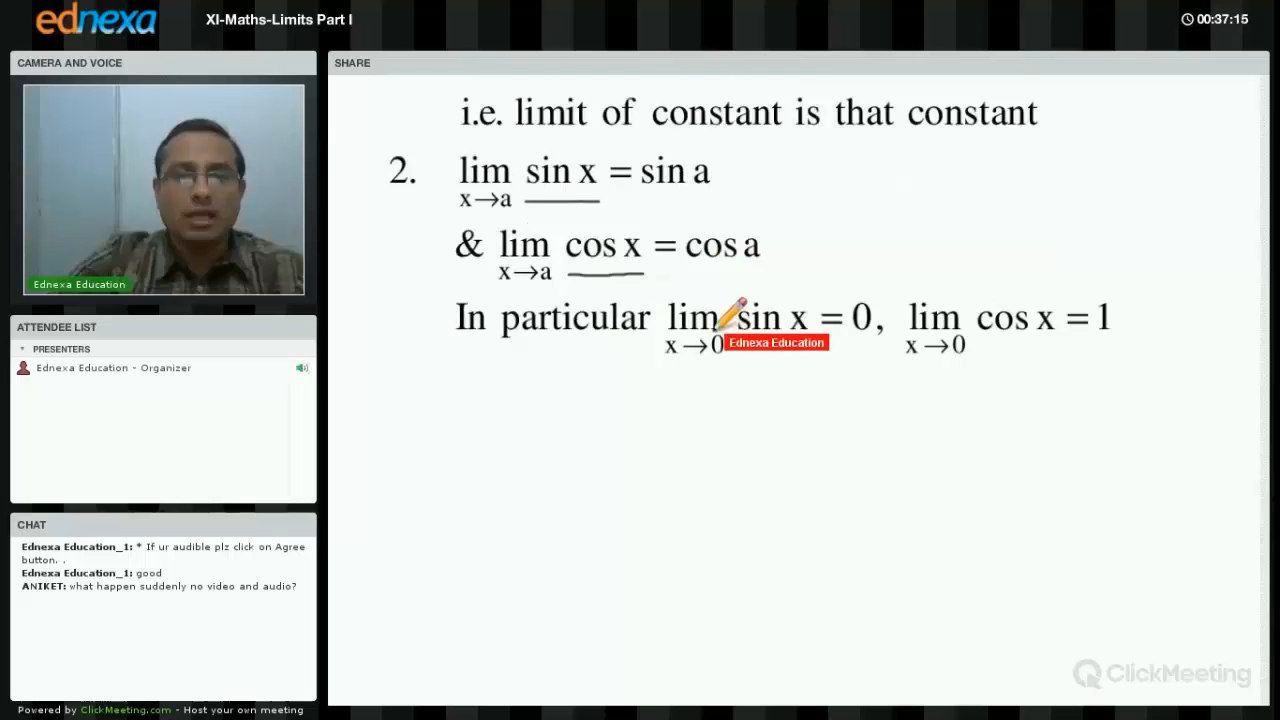 ednexa
XI-Maths-Limits Part I
00:37:15
CAMERA AND VOICE
SHARE
Ednexa Education
ATTENDEE LIST
PRESENTERS
Ednexa Education - Organizer
CHAT
Ednexa Education_1: * If ur audible plz click on Agree
button. .
Ednexa Education_1: good
ANIKET: what happen suddenly no video and audio?
Powered by ClickMeeting.com - Host your own meeting
i.e. limit of constant is that constant
2. lim sin x = sin a
x→a
& lim cos x = cos a
x→a
In particular lim sin x = 0, lim cos x = 1
x→0 x→0
Ednexa Education
ClickMeeting